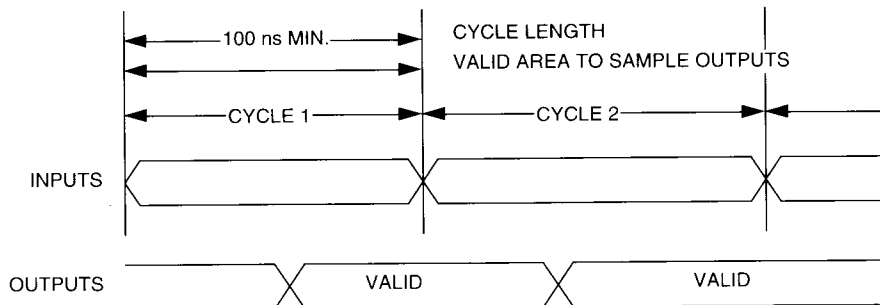 100 ns MIN.
CYCLE LENGTH
VALID AREA TO SAMPLE OUTPUTS
CYCLE 1
CYCLE 2
INPUTS
OUTPUTS
VALID
VALID